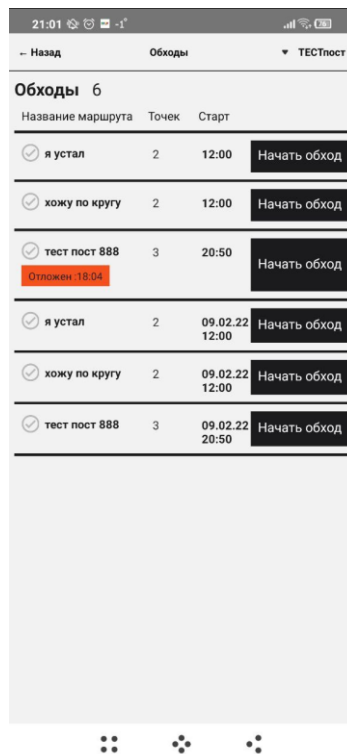 21:01 -1°
← Назад Обходы ▼ ТЕСТпост
Обходы 6
Название маршрута Точек Старт
я устал 2 12:00 Начать обход
хожу по кругу 2 12:00 Начать обход
тест пост 888 3 20:50 Начать обход
Отложен :18:04
я устал 2 09.02.22 Начать обход
12:00
хожу по кругу 2 09.02.22 Начать обход
12:00
тест пост 888 3 09.02.22 Начать обход
20:50